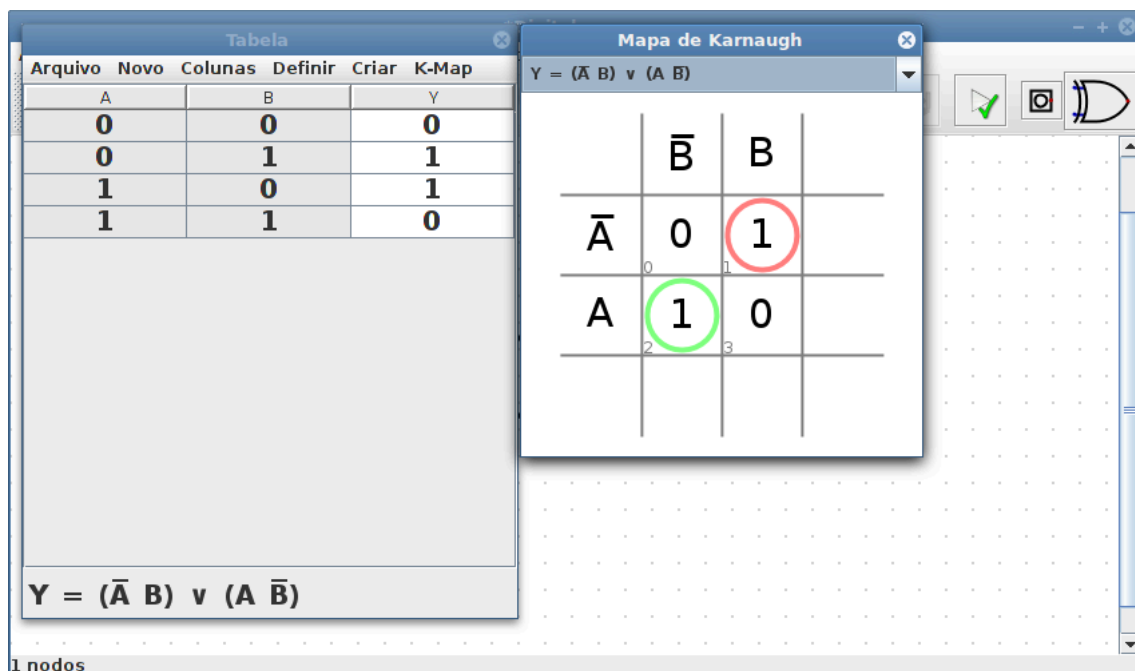 Tabela
Arquivo Novo Colunas Definir Criar K-Map
A B Y
0 0 0
0 1 1
1 0 1
1 1 0
Y = (A̅ B) ∨ (A B̅)
Mapa de Karnaugh
Y = (A̅ B) ∨ (A B̅)
B̅ B
A̅ 0 1
0 1
A 1 0
2 3
1 nodos